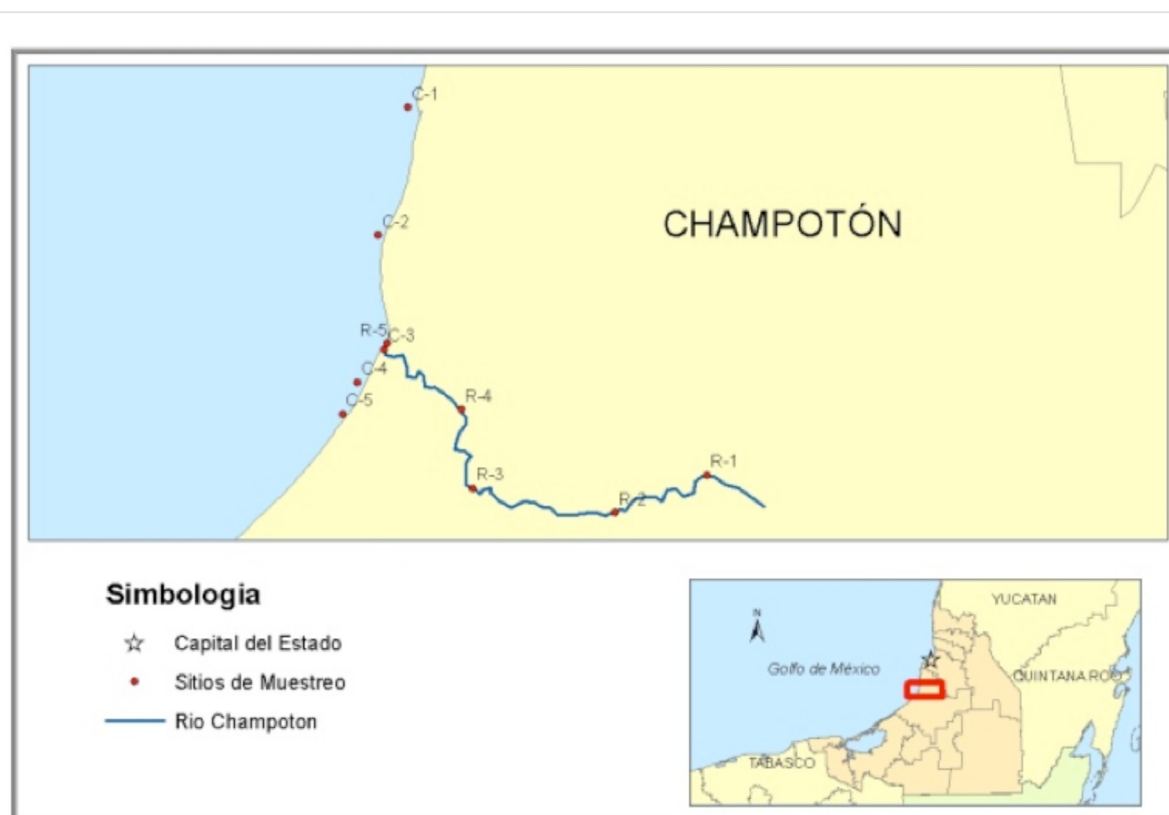 C-1
CHAMPOTÓN
C-2
R-5
C-3
C-4
R-4
C-5
R-1
R-3
R-2
Simbologia
Capital del Estado
Sitios de Muestreo
Rio Champoton
YUCATAN
N
Golfo de México
QUINTANA ROO
TABASCO